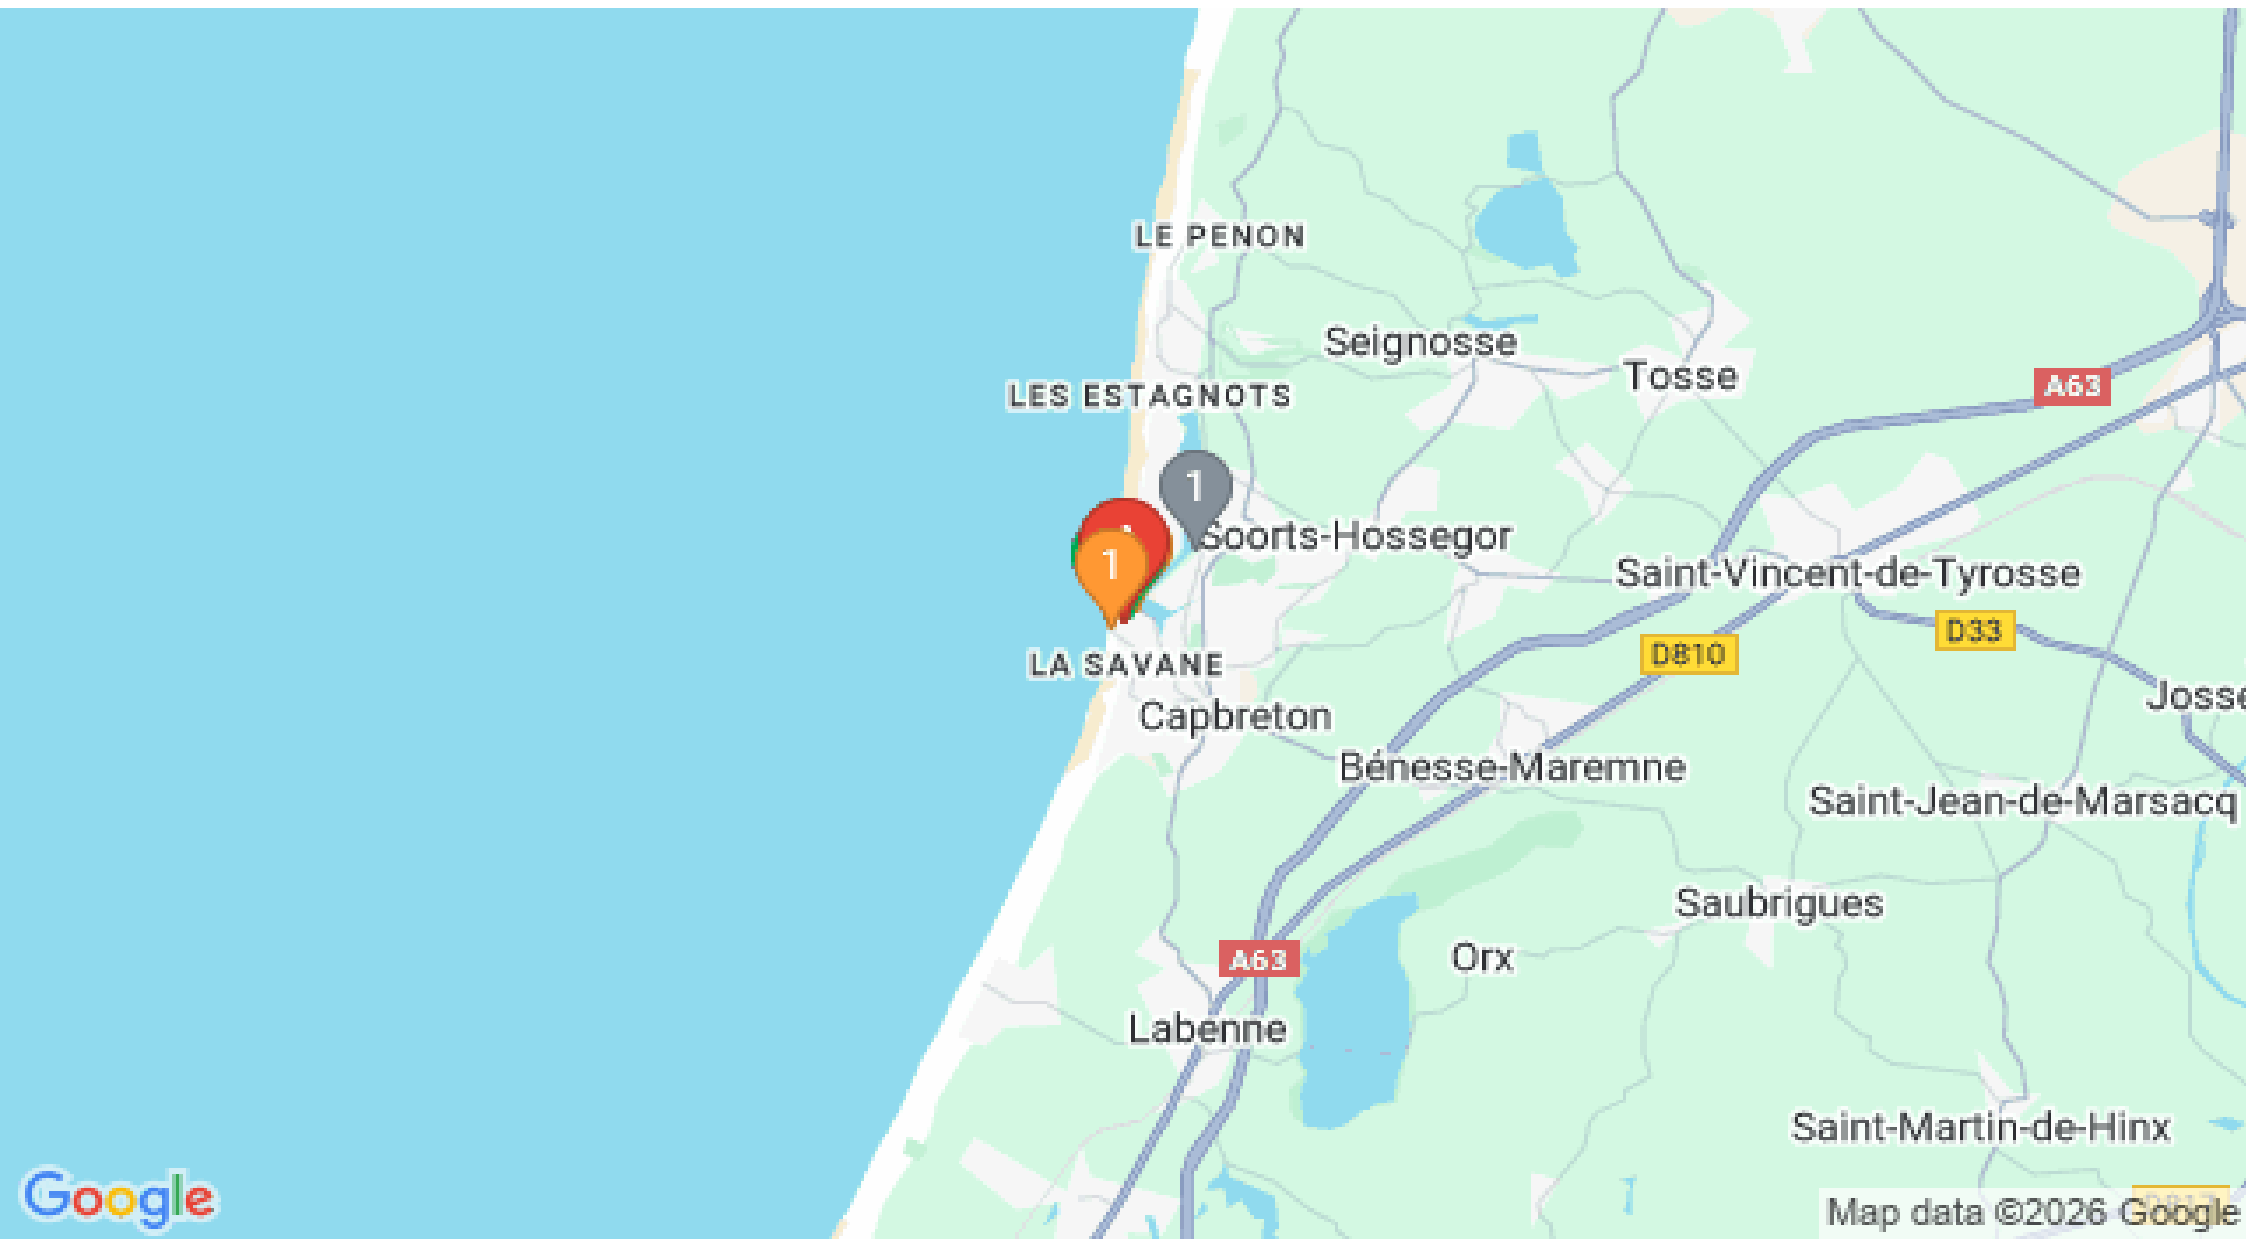 LE PENON
Seignosse
Tosse
A63
LES ESTAGNOTS
1
Soorts-Hossegor
1
Saint-Vincent-de-Tyrosse
D33
D810
LA SAVANE
Josse
Capbreton
Bénesse-Maremne
Saint-Jean-de-Marsacq
Saubrigues
A63
Orx
Labenne
Saint-Martin-de-Hinx
Google
D817
Map data ©2026 Google